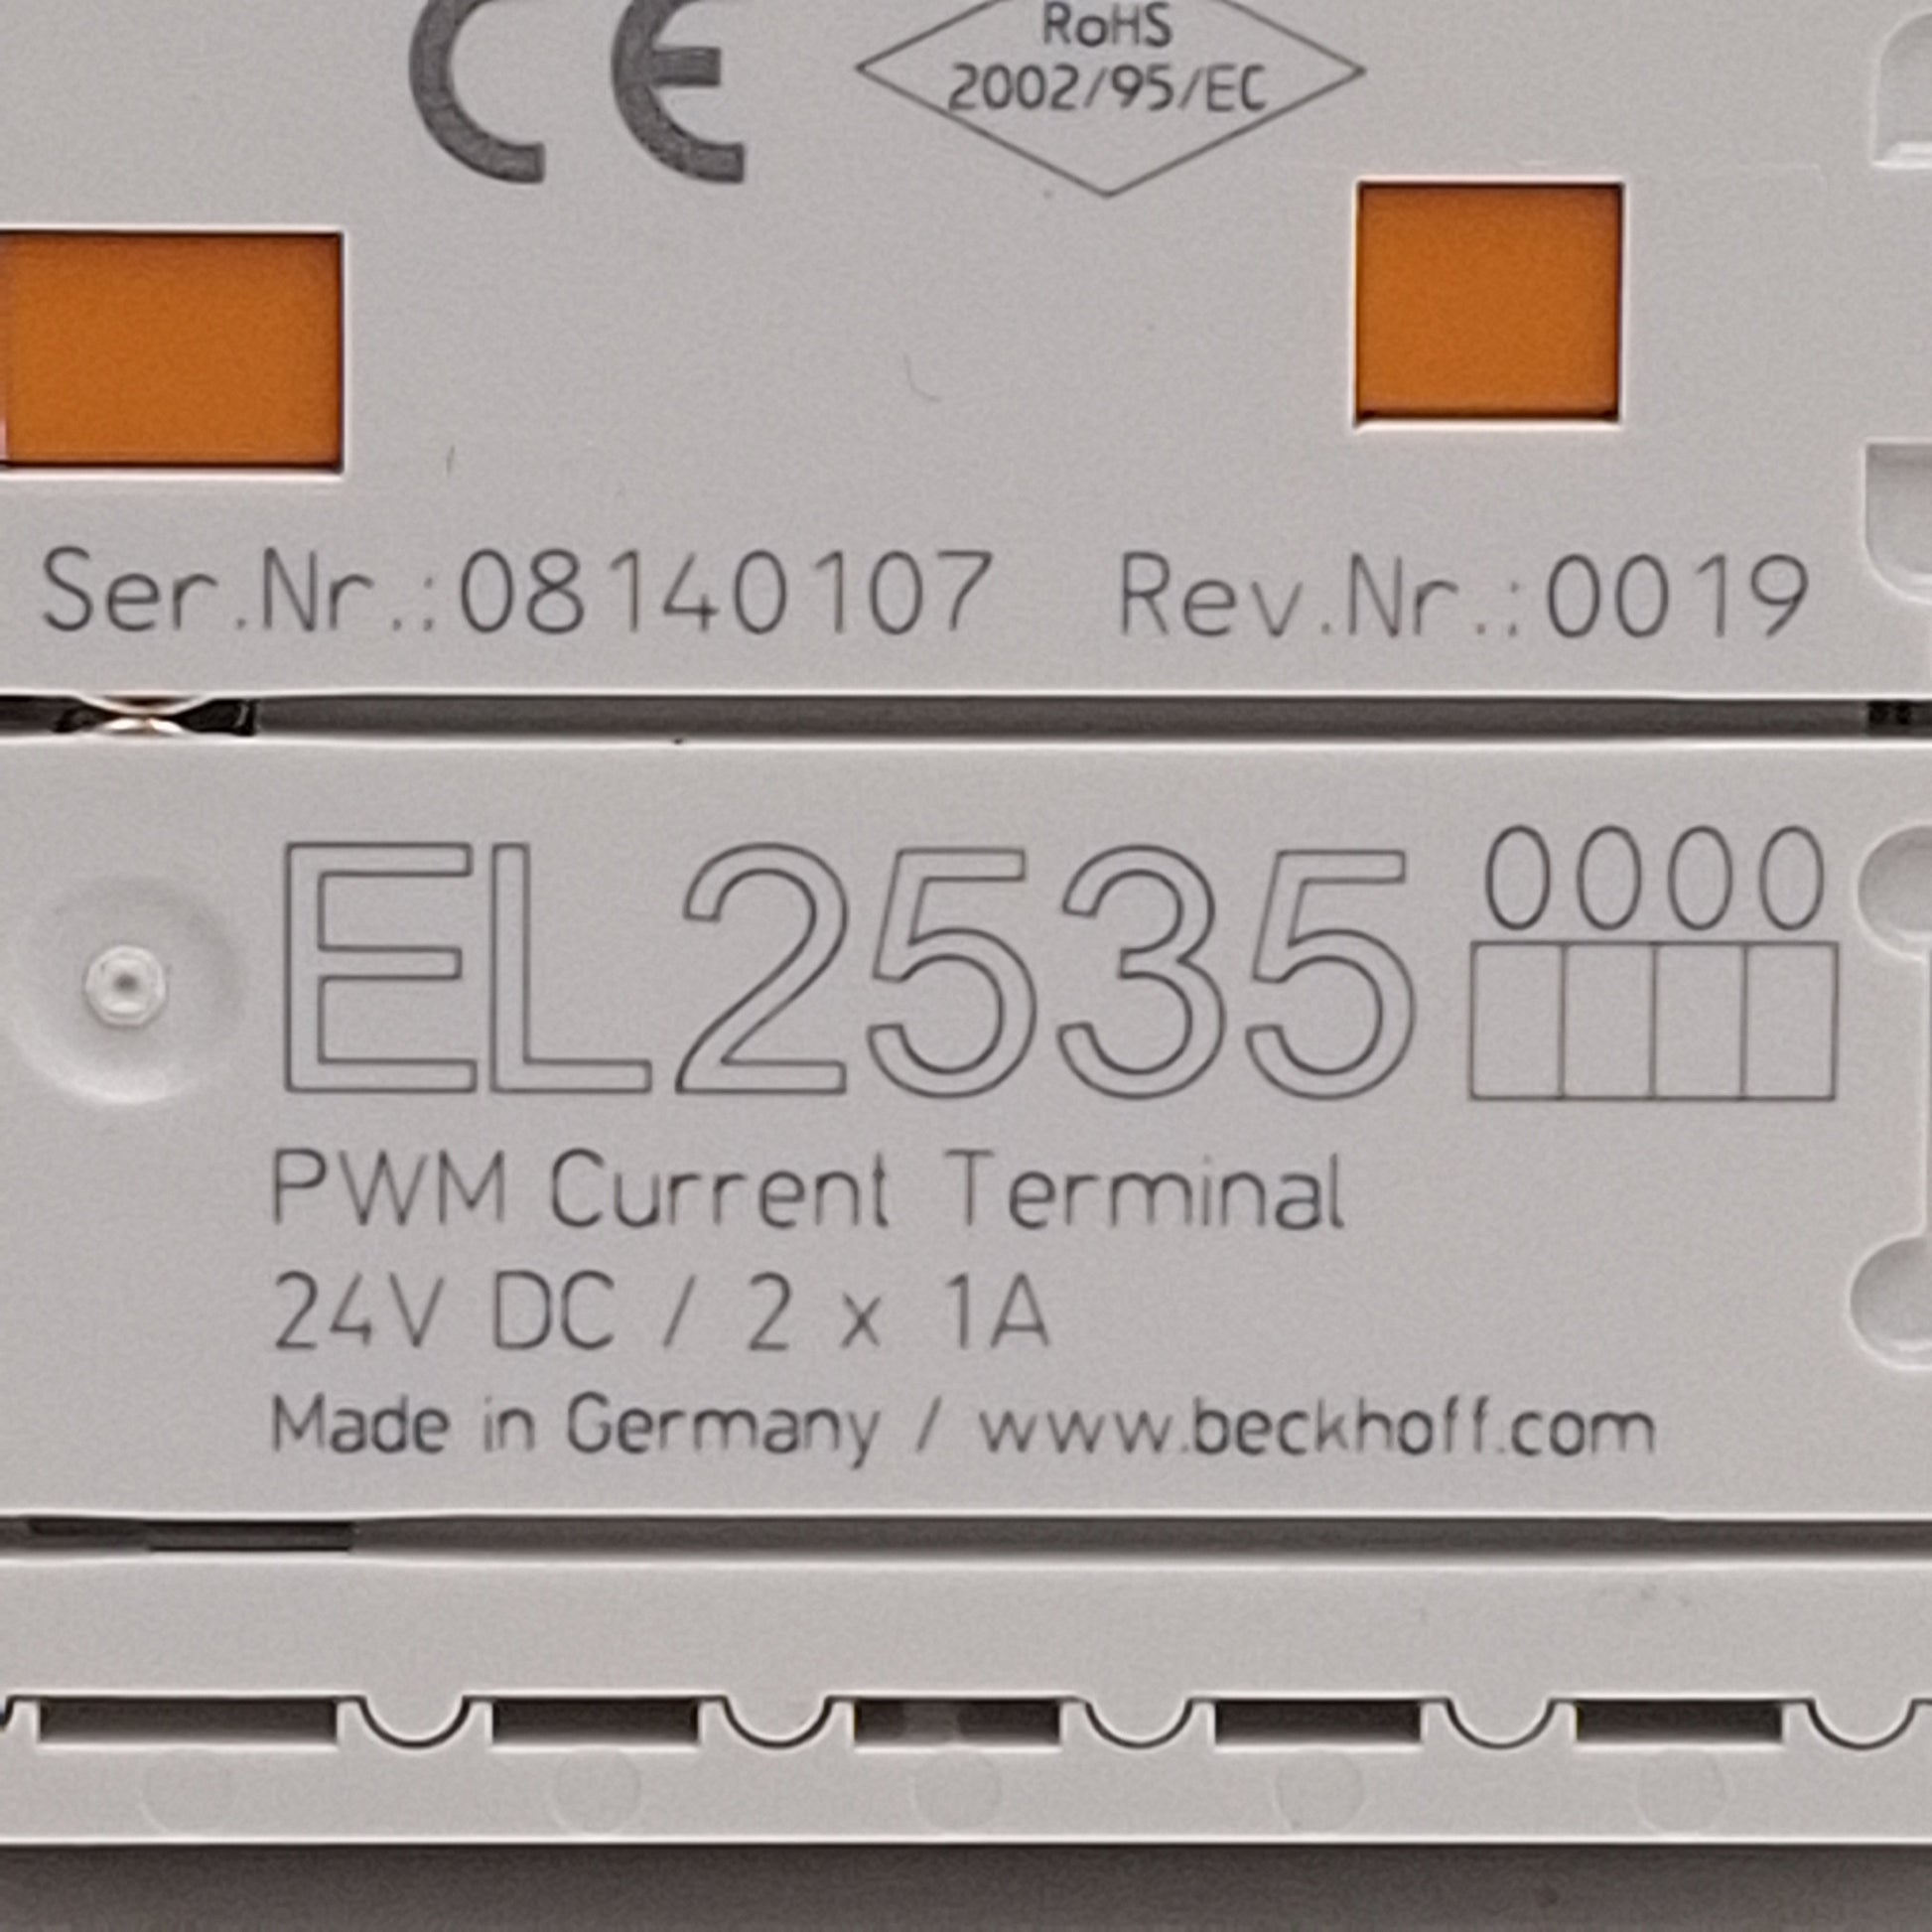 CE
RoHS
2002/95/EC
Ser.Nr.:08140107 Rev.Nr.:0019
EL2535 0000
PWM Current Terminal
24V DC / 2 x 1A
Made in Germany / www.beckhoff.com